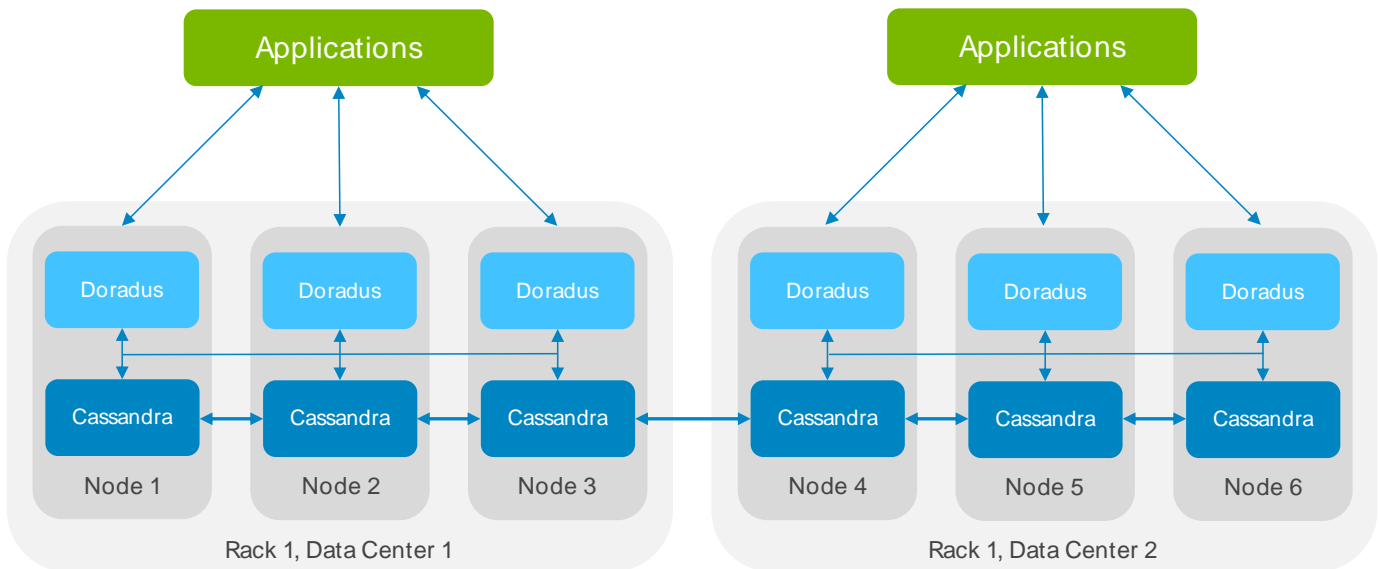 Applications
Applications
Doradus
Doradus
Doradus
Doradus
Doradus
Doradus
Cassandra
Cassandra
Cassandra
Cassandra
Cassandra
Cassandra
Node 1
Node 2
Node 3
Node 4
Node 5
Node 6
Rack 1, Data Center 1
Rack 1, Data Center 2